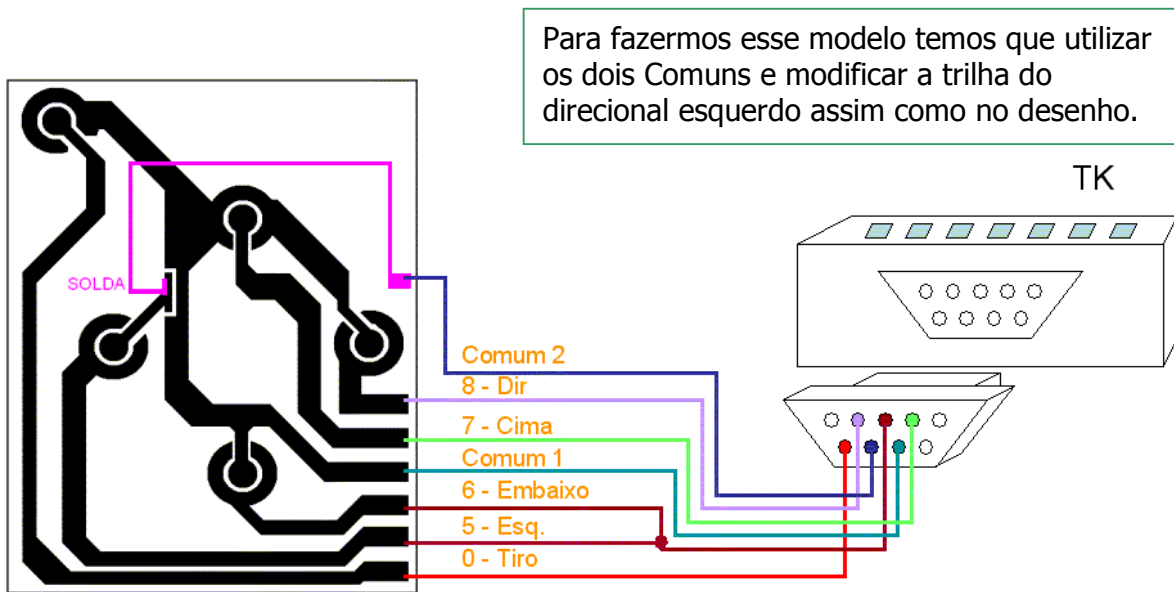 Para fazermos esse modelo temos que utilizar
os dois Comuns e modificar a trilha do
direcional esquerdo assim como no desenho.
TK
SOLDA
Comum 2
8 - Dir
7 - Cima
Comum 1
6 - Embaixo
5 - Esq.
0 - Tiro